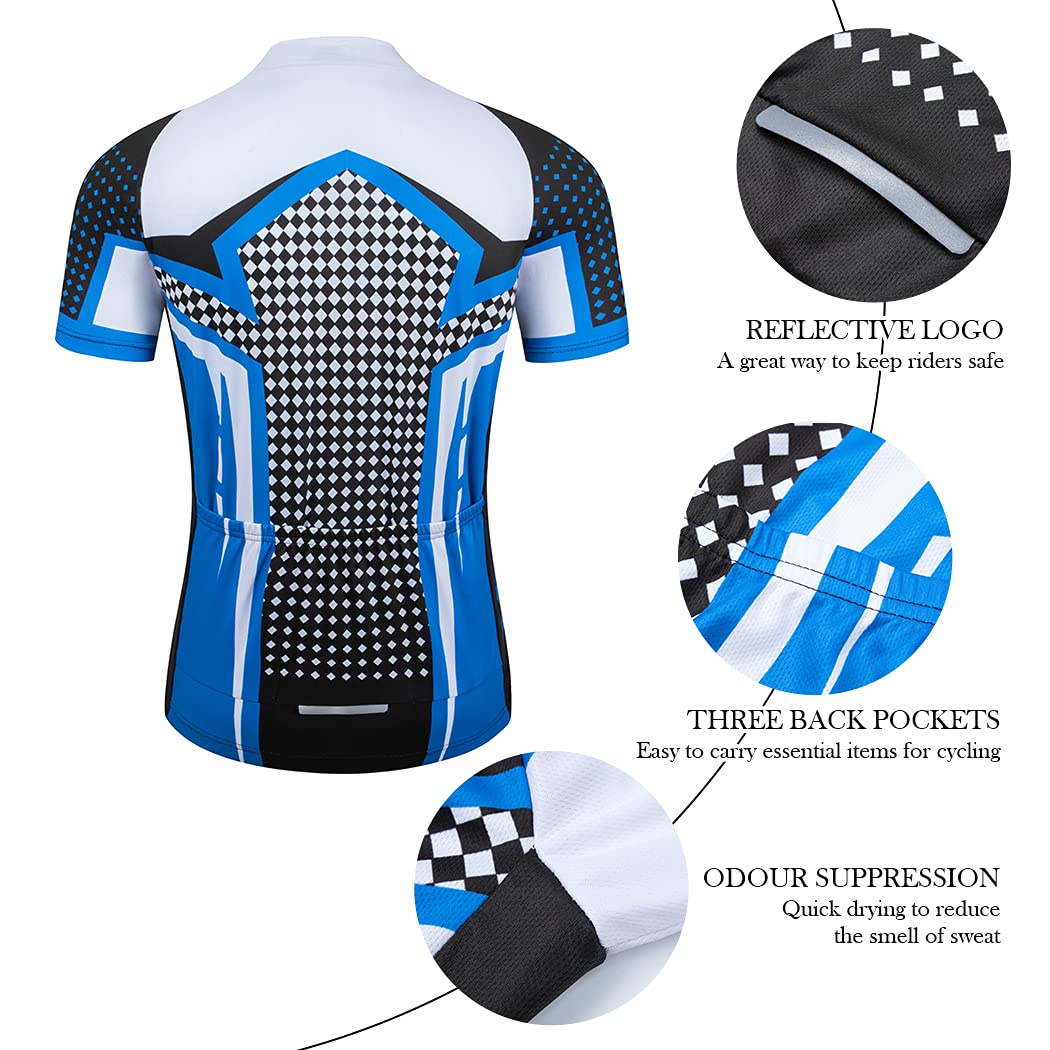 REFLECTIVE LOGO
A great way to keep riders safe
THREE BACK POCKETS
Easy to carry essential items for cycling
ODOUR SUPPRESSION
Quick drying to reduce
the smell of sweat